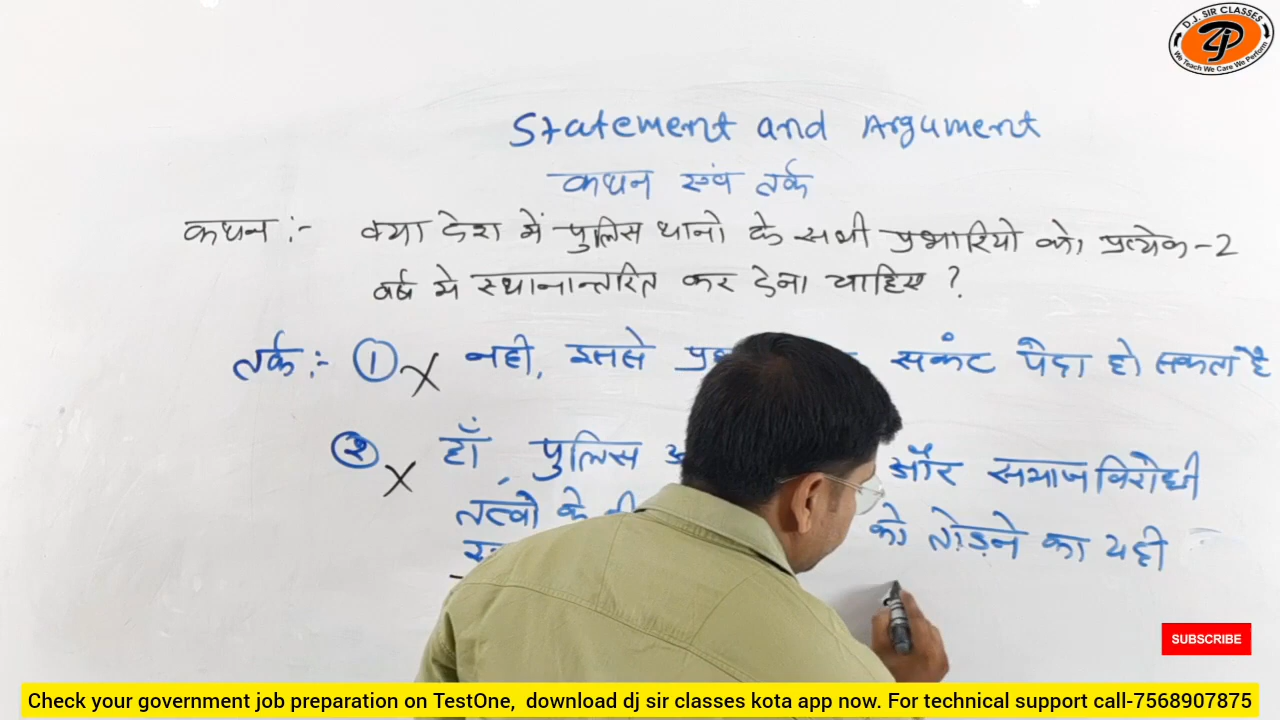 D.J. SIR CLASSES
We Teach We Care We Perform
Statement and Argument
कथन एवं तर्क
कथन :- क्या देश में पुलिस थानो के सभी प्रभारियो को प्रत्येक-2
वर्ष मे स्थानान्तरित कर देना चाहिए ?
तर्क :- ① X नही, इससे सकंट पैदा हो सकता है
② X हाँ, पुलिस और समाजविरोधी
तत्वो के को तोड़ने का यही
SUBSCRIBE
Check your government job preparation on TestOne, download dj sir classes kota app now. For technical support call-7568907875